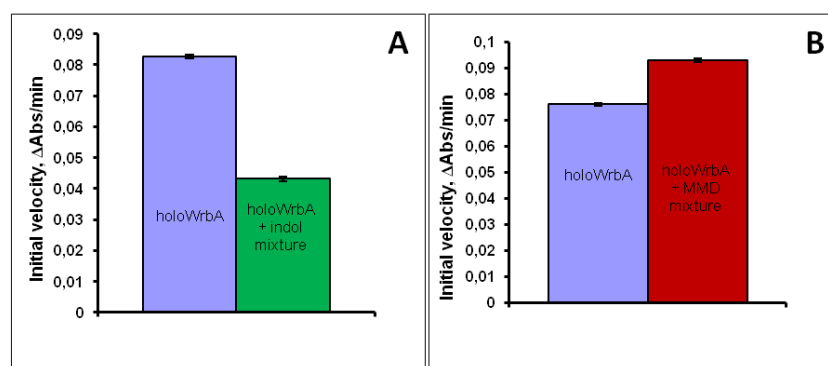 A
Initial velocity, ΔAbs/min
0,09
0,08
0,07
0,06
0,05
0,04
0,03
0,02
0,01
0
holoWrbA
holoWrbA
+ indol
mixture
B
Initial velocity, ΔAbs/min
0,1
0,09
0,08
0,07
0,06
0,05
0,04
0,03
0,02
0,01
0
holoWrbA
holoWrbA
+ MMD
mixture